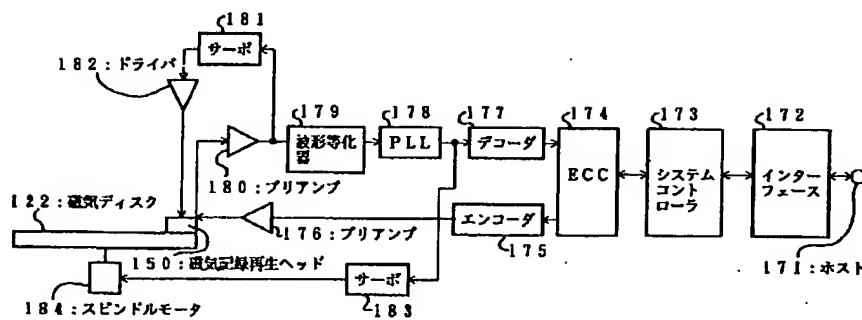 181
サーボ
182:ドライバ
179
波形等化
器
178
PLL
177
デコーダ
174
ECC
173
システム
コント
ローラ
172
インター
フェース
180:プリアンプ
122:磁気ディスク
176:プリアンプ
エンコーダ
175
150:磁気記録再生ヘッド
サーボ
183
171:ホスト
184:スピンドルモータ